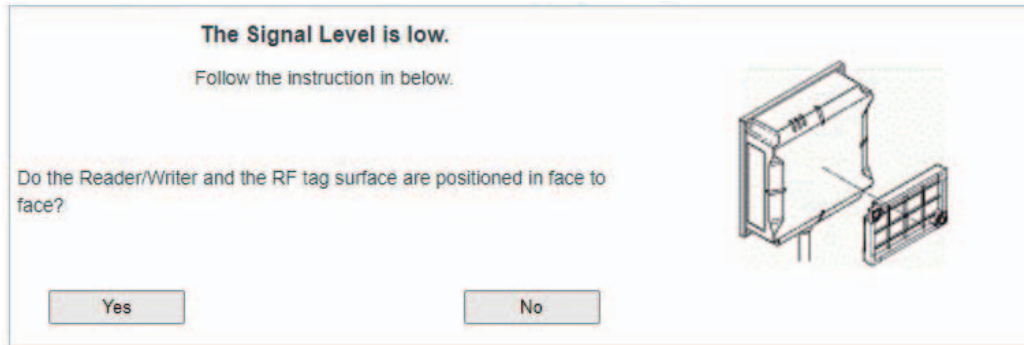 The Signal Level is low.
Follow the instruction in below.
Do the Reader/Writer and the RF tag surface are positioned in face to
face?
Yes
No